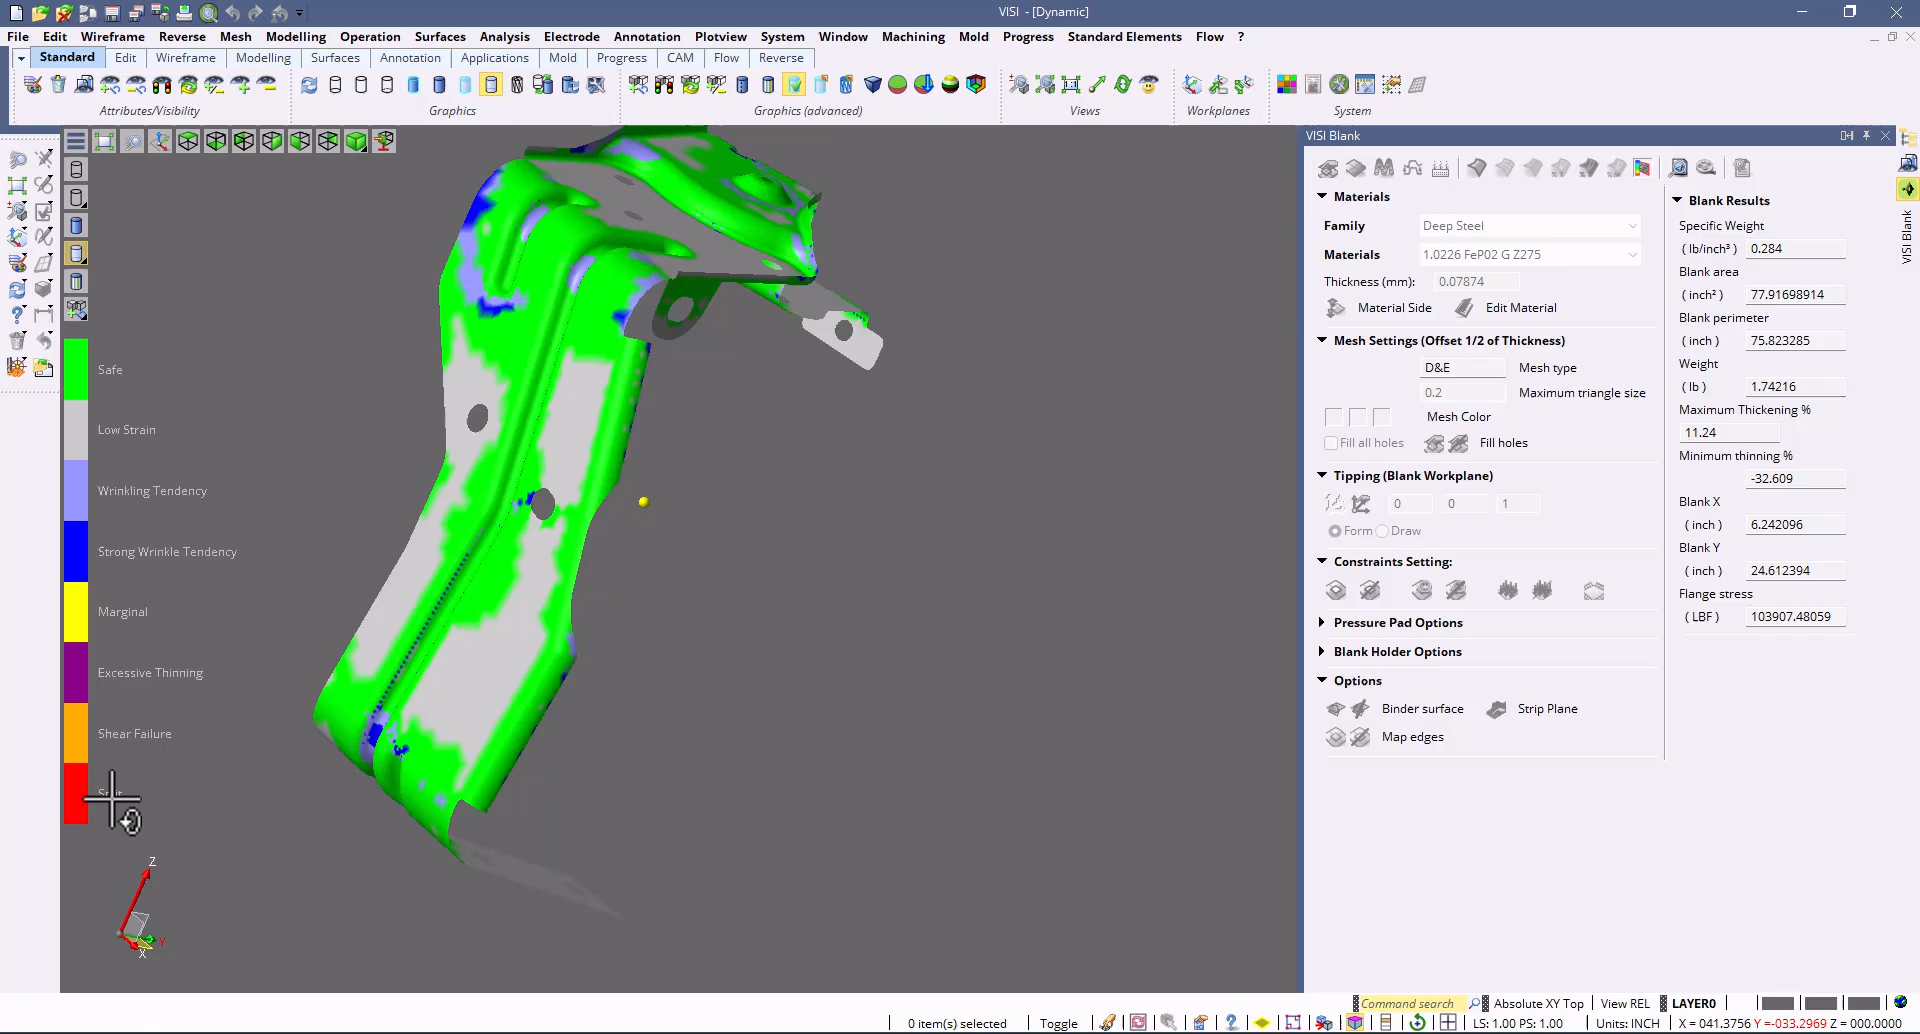 VISI - [Dynamic]
File Edit Wireframe Reverse Mesh Modelling Operation Surfaces Analysis Electrode Annotation Plotview System Window Machining Mold Progress Standard Elements Flow ?
Standard Edit Wireframe Modelling Surfaces Annotation Applications Mold Progress CAM Flow Reverse
Attributes/Visibility Graphics Graphics (advanced) Views Workplanes System
VISI Blank
VISI Blank
Materials
Family Deep Steel
Materials 1.0226 FeP02 G Z275
Thickness (mm): 0.07874
Material Side Edit Material
Mesh Settings (Offset 1/2 of Thickness)
D&E Mesh type
0.2 Maximum triangle size
Mesh Color
Fill all holes Fill holes
Tipping (Blank Workplane)
0 0 1
Form Draw
Constraints Setting:
Pressure Pad Options
Blank Holder Options
Options
Binder surface Strip Plane
Map edges
Blank Results
Specific Weight
( lb/inch³ ) 0.284
Blank area
( inch² ) 77.91698914
Blank perimeter
( inch ) 75.823285
Weight
( lb ) 1.74216
Maximum Thickening %
11.24
Minimum thinning %
-32.609
Blank X
( inch ) 6.242096
Blank Y
( inch ) 24.612394
Flange stress
( LBF ) 103907.48059
Safe
Low Strain
Wrinkling Tendency
Strong Wrinkle Tendency
Marginal
Excessive Thinning
Shear Failure
Z
Y
X
Command search Absolute XY Top View REL LAYER0
0 item(s) selected Toggle LS: 1.00 PS: 1.00 Units: INCH X = 041.3756 Y =-033.2969 Z = 000.0000